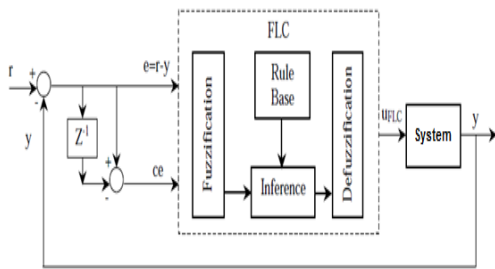 FLC
r
+
-
e=r-y
y
Z⁻¹
+
-
ce
Fuzzification
Rule
Base
Inference
Defuzzification
uFLC
System
y